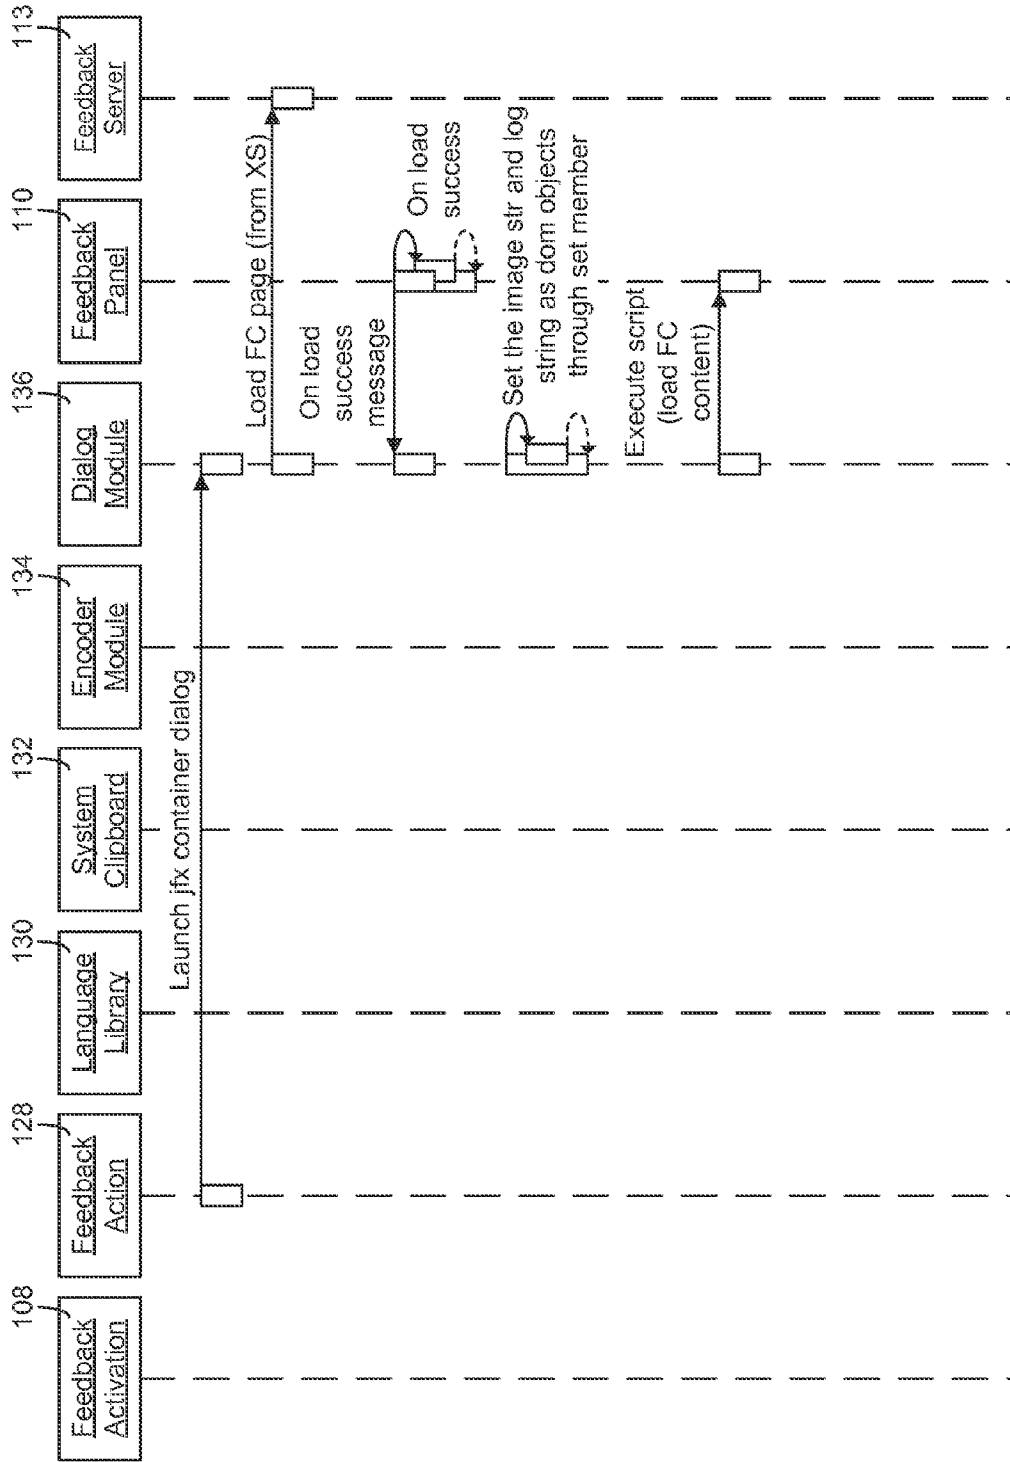 108
Feedback
Activation
128
Feedback
Action
130
Language
Library
132
System
Clipboard
134
Encoder
Module
136
Dialog
Module
110
Feedback
Panel
113
Feedback
Server
Launch jfx container dialog
Load FC page (from XS)
On load
success
message
On load
success
Set the image str and log
string as dom objects
through set member
Execute script
(load FC
content)